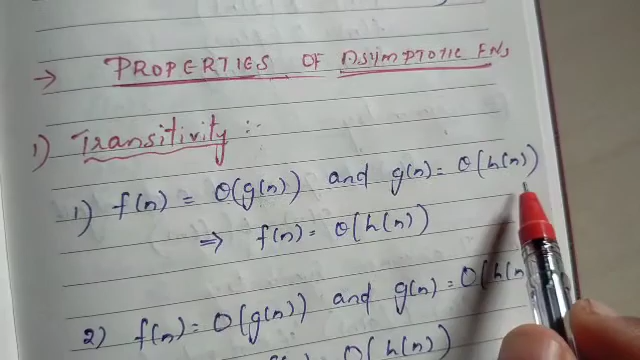 → PROPERTIES OF ASYMPTOTIC FNs
1) Transitivity :-
1) f(n) = θ(g(n)) and g(n) = θ(h(n))
⇒ f(n) = θ(h(n))
2) f(n) = O(g(n)) and g(n) = O(h(n
O(h(n))